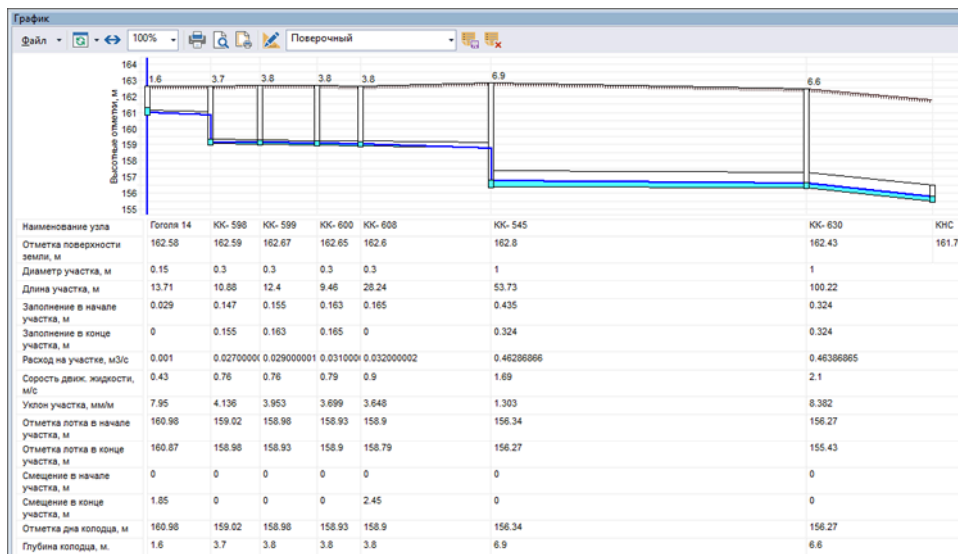 График
Файл 100% Поверочный
164
163
162
161
160
159
158
157
156
155
Высотные отметки, м
1.6 3.7 3.8 3.8 3.8 6.9 6.6
Наименование узла Гоголя 14 КК- 598 КК- 599 КК- 600 КК- 608 КК- 545 КК- 630 КНС
Отметка поверхности земли, м 162.58 162.59 162.67 162.65 162.6 162.8 162.43 161.7
Диаметр участка, м 0.15 0.3 0.3 0.3 0.3 1 1
Длина участка, м 13.71 10.88 12.4 9.46 28.24 53.73 100.22
Заполнение в начале участка, м 0.029 0.147 0.155 0.163 0.165 0.435 0.324
Заполнение в конце участка, м 0 0.155 0.163 0.165 0 0.324 0.324
Расход на участке, м3/с 0.001 0.0270000 0.029000001 0.031000 0.032000002 0.46286866 0.46386865
Сорость движ. жидкости, м/с 0.43 0.76 0.76 0.79 0.9 1.69 2.1
Уклон участка, мм/м 7.95 4.136 3.953 3.699 3.648 1.303 8.382
Отметка лотка в начале участка, м 160.98 159.02 158.98 158.93 158.9 156.34 156.27
Отметка лотка в конце участка, м 160.87 158.98 158.93 158.9 158.79 156.27 155.43
Смещение в начале участка, м 0 0 0 0 0 0 0
Смещение в конце участка, м 1.85 0 0 0 2.45 0 0
Отметка дна колодца, м 160.98 159.02 158.98 158.93 158.9 156.34 156.27
Глубина колодца, м. 1.6 3.7 3.8 3.8 3.8 6.9 6.6